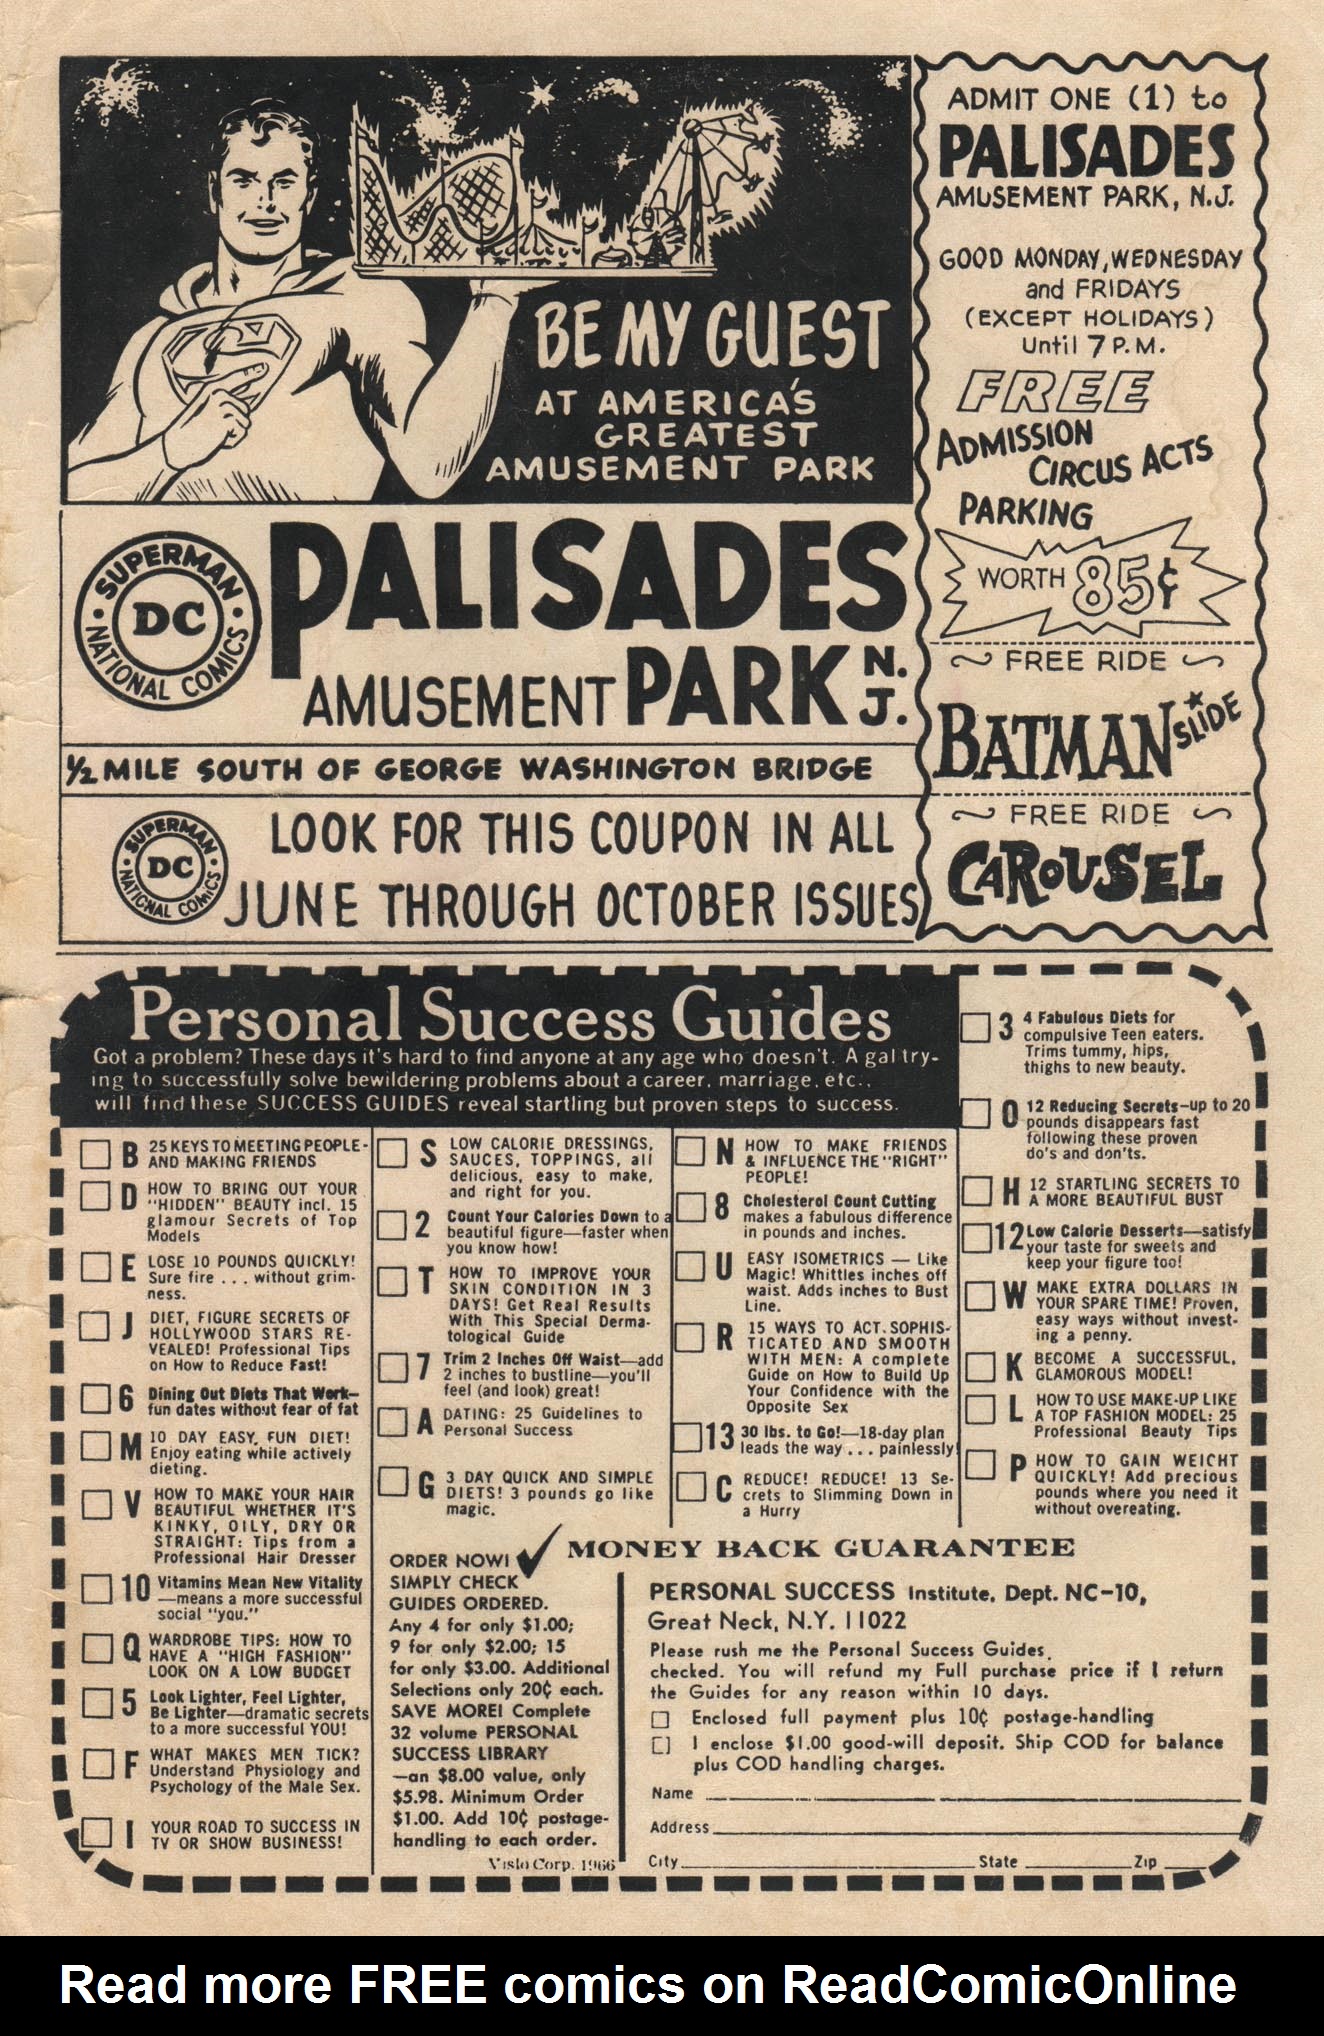 BE MY GUEST
AT AMERICA'S
GREATEST
AMUSEMENT PARK
SUPERMAN
DC
NATIONAL COMICS
PALISADES
AMUSEMENT PARK N.J.
1/2 MILE SOUTH OF GEORGE WASHINGTON BRIDGE
SUPERMAN
DC
NATIONAL COMICS
LOOK FOR THIS COUPON IN ALL
JUNE THROUGH OCTOBER ISSUES
ADMIT ONE (1) to
PALISADES
AMUSEMENT PARK, N.J.
GOOD MONDAY, WEDNESDAY
and FRIDAYS
(EXCEPT HOLIDAYS)
Until 7 P.M.
FREE
ADMISSION
CIRCUS ACTS
PARKING
WORTH 85¢
FREE RIDE
BATMAN SLIDE
FREE RIDE
CAROUSEL
Personal Success Guides
Got a problem? These days it's hard to find anyone at any age who doesn't. A gal try-
ing to successfully solve bewildering problems about a career, marriage, etc.,
will find these SUCCESS GUIDES reveal startling but proven steps to success.
B 25 KEYS TO MEETING PEOPLE-
AND MAKING FRIENDS
D HOW TO BRING OUT YOUR
"HIDDEN" BEAUTY incl. 15
glamour Secrets of Top
Models
E LOSE 10 POUNDS QUICKLY!
Sure fire ... without grim-
ness.
J DIET, FIGURE SECRETS OF
HOLLYWOOD STARS RE-
VEALED! Professional Tips
on How to Reduce Fast!
6 Dining Out Diets That Work—
fun dates without fear of fat
M 10 DAY EASY, FUN DIET!
Enjoy eating while actively
dieting.
V HOW TO MAKE YOUR HAIR
BEAUTIFUL WHETHER IT'S
KINKY, OILY, DRY OR
STRAIGHT: Tips from a
Professional Hair Dresser
10 Vitamins Mean New Vitality
—means a more successful
social "you."
Q WARDROBE TIPS: HOW TO
HAVE A "HIGH FASHION"
LOOK ON A LOW BUDGET
5 Look Lighter, Feel Lighter,
Be Lighter—dramatic secrets
to a more successful YOU!
F WHAT MAKES MEN TICK?
Understand Physiology and
Psychology of the Male Sex.
I YOUR ROAD TO SUCCESS IN
TV OR SHOW BUSINESS!
S LOW CALORIE DRESSINGS,
SAUCES, TOPPINGS, all
delicious, easy to make,
and right for you.
2 Count Your Calories Down to a
beautiful figure—faster when
you know how!
T HOW TO IMPROVE YOUR
SKIN CONDITION IN 3
DAYS! Get Real Results
With This Special Derma-
tological Guide
7 Trim 2 Inches Off Waist—add
2 inches to bustline—you'll
feel (and look) great!
A DATING: 25 Guidelines to
Personal Success
G 3 DAY QUICK AND SIMPLE
DIETS! 3 pounds go like
magic.
N HOW TO MAKE FRIENDS
& INFLUENCE THE "RIGHT"
PEOPLE!
8 Cholesterol Count Cutting
makes a fabulous difference
in pounds and inches.
U EASY ISOMETRICS — Like
Magic! Whittles inches off
waist. Adds inches to Bust
Line.
R 15 WAYS TO ACT SOPHIS-
TICATED AND SMOOTH
WITH MEN: A complete
Guide on How to Build Up
Your Confidence with the
Opposite Sex
13 30 lbs. to Go!—18-day plan
leads the way ... painlessly!
C REDUCE! REDUCE! 13 Se-
crets to Slimming Down in
a Hurry
3 4 Fabulous Diets for
compulsive Teen eaters.
Trims tummy, hips,
thighs to new beauty.
O 12 Reducing Secrets—up to 20
pounds disappears fast
following these proven
do's and don'ts.
H 12 STARTLING SECRETS TO
A MORE BEAUTIFUL BUST
12 Low Calorie Desserts—satisfy
your taste for sweets and
keep your figure too!
W MAKE EXTRA DOLLARS IN
YOUR SPARE TIME! Proven,
easy ways without invest-
ing a penny.
K BECOME A SUCCESSFUL,
GLAMOROUS MODEL!
L HOW TO USE MAKE-UP LIKE
A TOP FASHION MODEL: 25
Professional Beauty Tips
P HOW TO GAIN WEIGHT
QUICKLY! Add precious
pounds where you need it
without overeating.
ORDER NOW!
SIMPLY CHECK
GUIDES ORDERED.
Any 4 for only $1.00;
9 for only $2.00; 15
for only $3.00. Additional
Selections only 20¢ each.
SAVE MORE! Complete
32 volume PERSONAL
SUCCESS LIBRARY
—an $8.00 value, only
$5.98. Minimum Order
$1.00. Add 10¢ postage-
handling to each order.
Vislo Corp. 1966
MONEY BACK GUARANTEE
PERSONAL SUCCESS Institute, Dept. NC-10,
Great Neck, N.Y. 11022
Please rush me the Personal Success Guides
checked. You will refund my Full purchase price if I return
the Guides for any reason within 10 days.
Enclosed full payment plus 10¢ postage-handling
I enclose $1.00 good-will deposit. Ship COD for balance
plus COD handling charges.
Name
Address
City State Zip
Read more FREE comics on ReadComicOnline